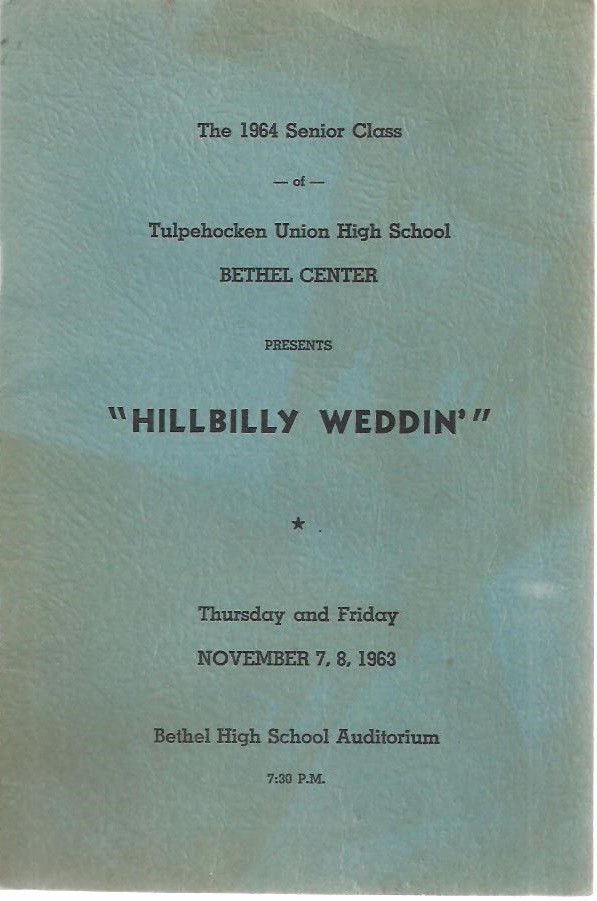 The 1964 Senior Class
— of —
Tulpehocken Union High School
BETHEL CENTER
PRESENTS
"HILLBILLY WEDDIN'"
★
Thursday and Friday
NOVEMBER 7, 8, 1963
Bethel High School Auditorium
7:30 P.M.